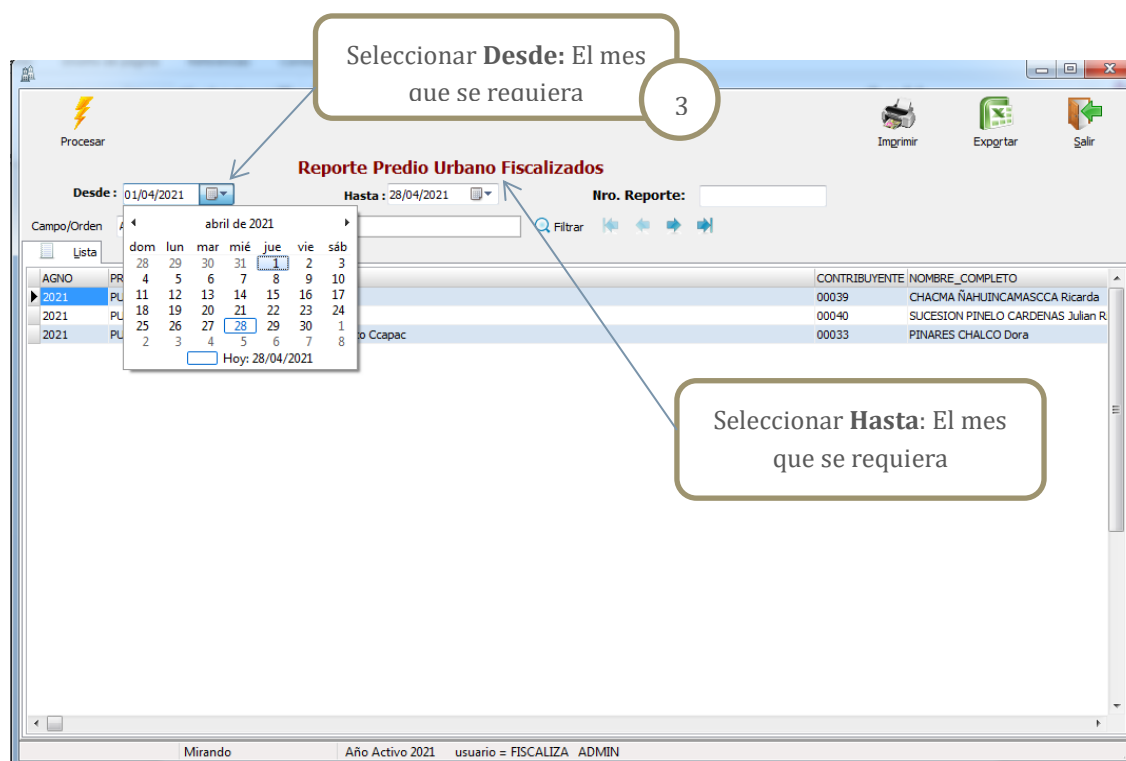 Seleccionar Desde: El mes
que se requiera
3
Procesar
Imprimir
Exportar
Salir
Reporte Predio Urbano Fiscalizados
Desde : 01/04/2021
Hasta : 28/04/2021
Nro. Reporte:
Campo/Orden
Filtrar
abril de 2021
dom lun mar mié jue vie sáb
28 29 30 31 1 2 3
4 5 6 7 8 9 10
11 12 13 14 15 16 17
18 19 20 21 22 23 24
25 26 27 28 29 30 1
2 3 4 5 6 7 8
Hoy: 28/04/2021
Lista
AGNO PR CONTRIBUYENTE NOMBRE_COMPLETO
2021 PU 00039 CHACMA ÑAHUINCAMASCCA Ricarda
2021 PU 00040 SUCESION PINELO CARDENAS Julian R
2021 PU Ccapac 00033 PINARES CHALCO Dora
Seleccionar Hasta: El mes
que se requiera
Mirando
Año Activo 2021
usuario = FISCALIZA ADMIN